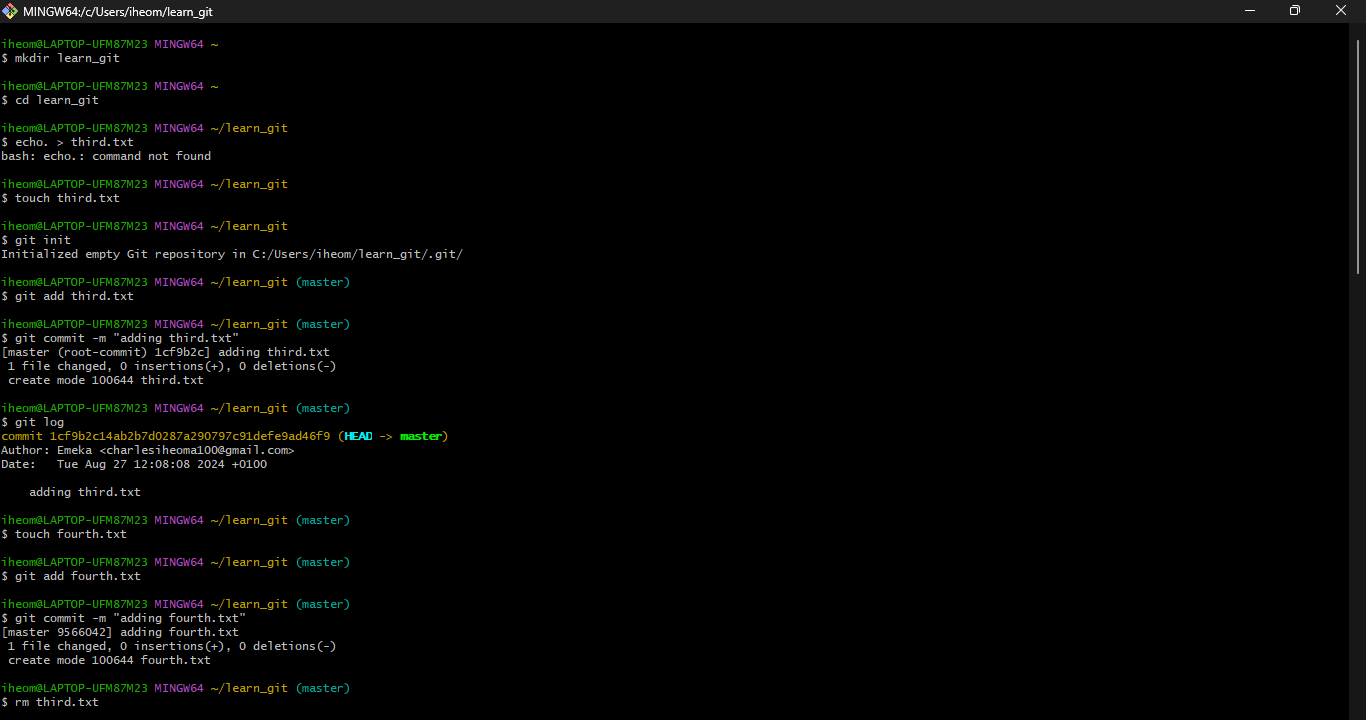 MINGW64:/c/Users/iheom/learn_git
iheom@LAPTOP-UFM87M23 MINGW64 ~
$ mkdir learn_git
iheom@LAPTOP-UFM87M23 MINGW64 ~
$ cd learn_git
iheom@LAPTOP-UFM87M23 MINGW64 ~/learn_git
$ echo. > third.txt
bash: echo.: command not found
iheom@LAPTOP-UFM87M23 MINGW64 ~/learn_git
$ touch third.txt
iheom@LAPTOP-UFM87M23 MINGW64 ~/learn_git
$ git init
Initialized empty Git repository in C:/Users/iheom/learn_git/.git/
iheom@LAPTOP-UFM87M23 MINGW64 ~/learn_git (master)
$ git add third.txt
iheom@LAPTOP-UFM87M23 MINGW64 ~/learn_git (master)
$ git commit -m "adding third.txt"
[master (root-commit) 1cf9b2c] adding third.txt
 1 file changed, 0 insertions(+), 0 deletions(-)
 create mode 100644 third.txt
iheom@LAPTOP-UFM87M23 MINGW64 ~/learn_git (master)
$ git log
commit 1cf9b2c14ab2b7d0287a290797c91defe9ad46f9 (HEAD -> master)
Author: Emeka <charlesiheoma100@gmail.com>
Date:   Tue Aug 27 12:08:08 2024 +0100
    adding third.txt
iheom@LAPTOP-UFM87M23 MINGW64 ~/learn_git (master)
$ touch fourth.txt
iheom@LAPTOP-UFM87M23 MINGW64 ~/learn_git (master)
$ git add fourth.txt
iheom@LAPTOP-UFM87M23 MINGW64 ~/learn_git (master)
$ git commit -m "adding fourth.txt"
[master 9566042] adding fourth.txt
 1 file changed, 0 insertions(+), 0 deletions(-)
 create mode 100644 fourth.txt
iheom@LAPTOP-UFM87M23 MINGW64 ~/learn_git (master)
$ rm third.txt